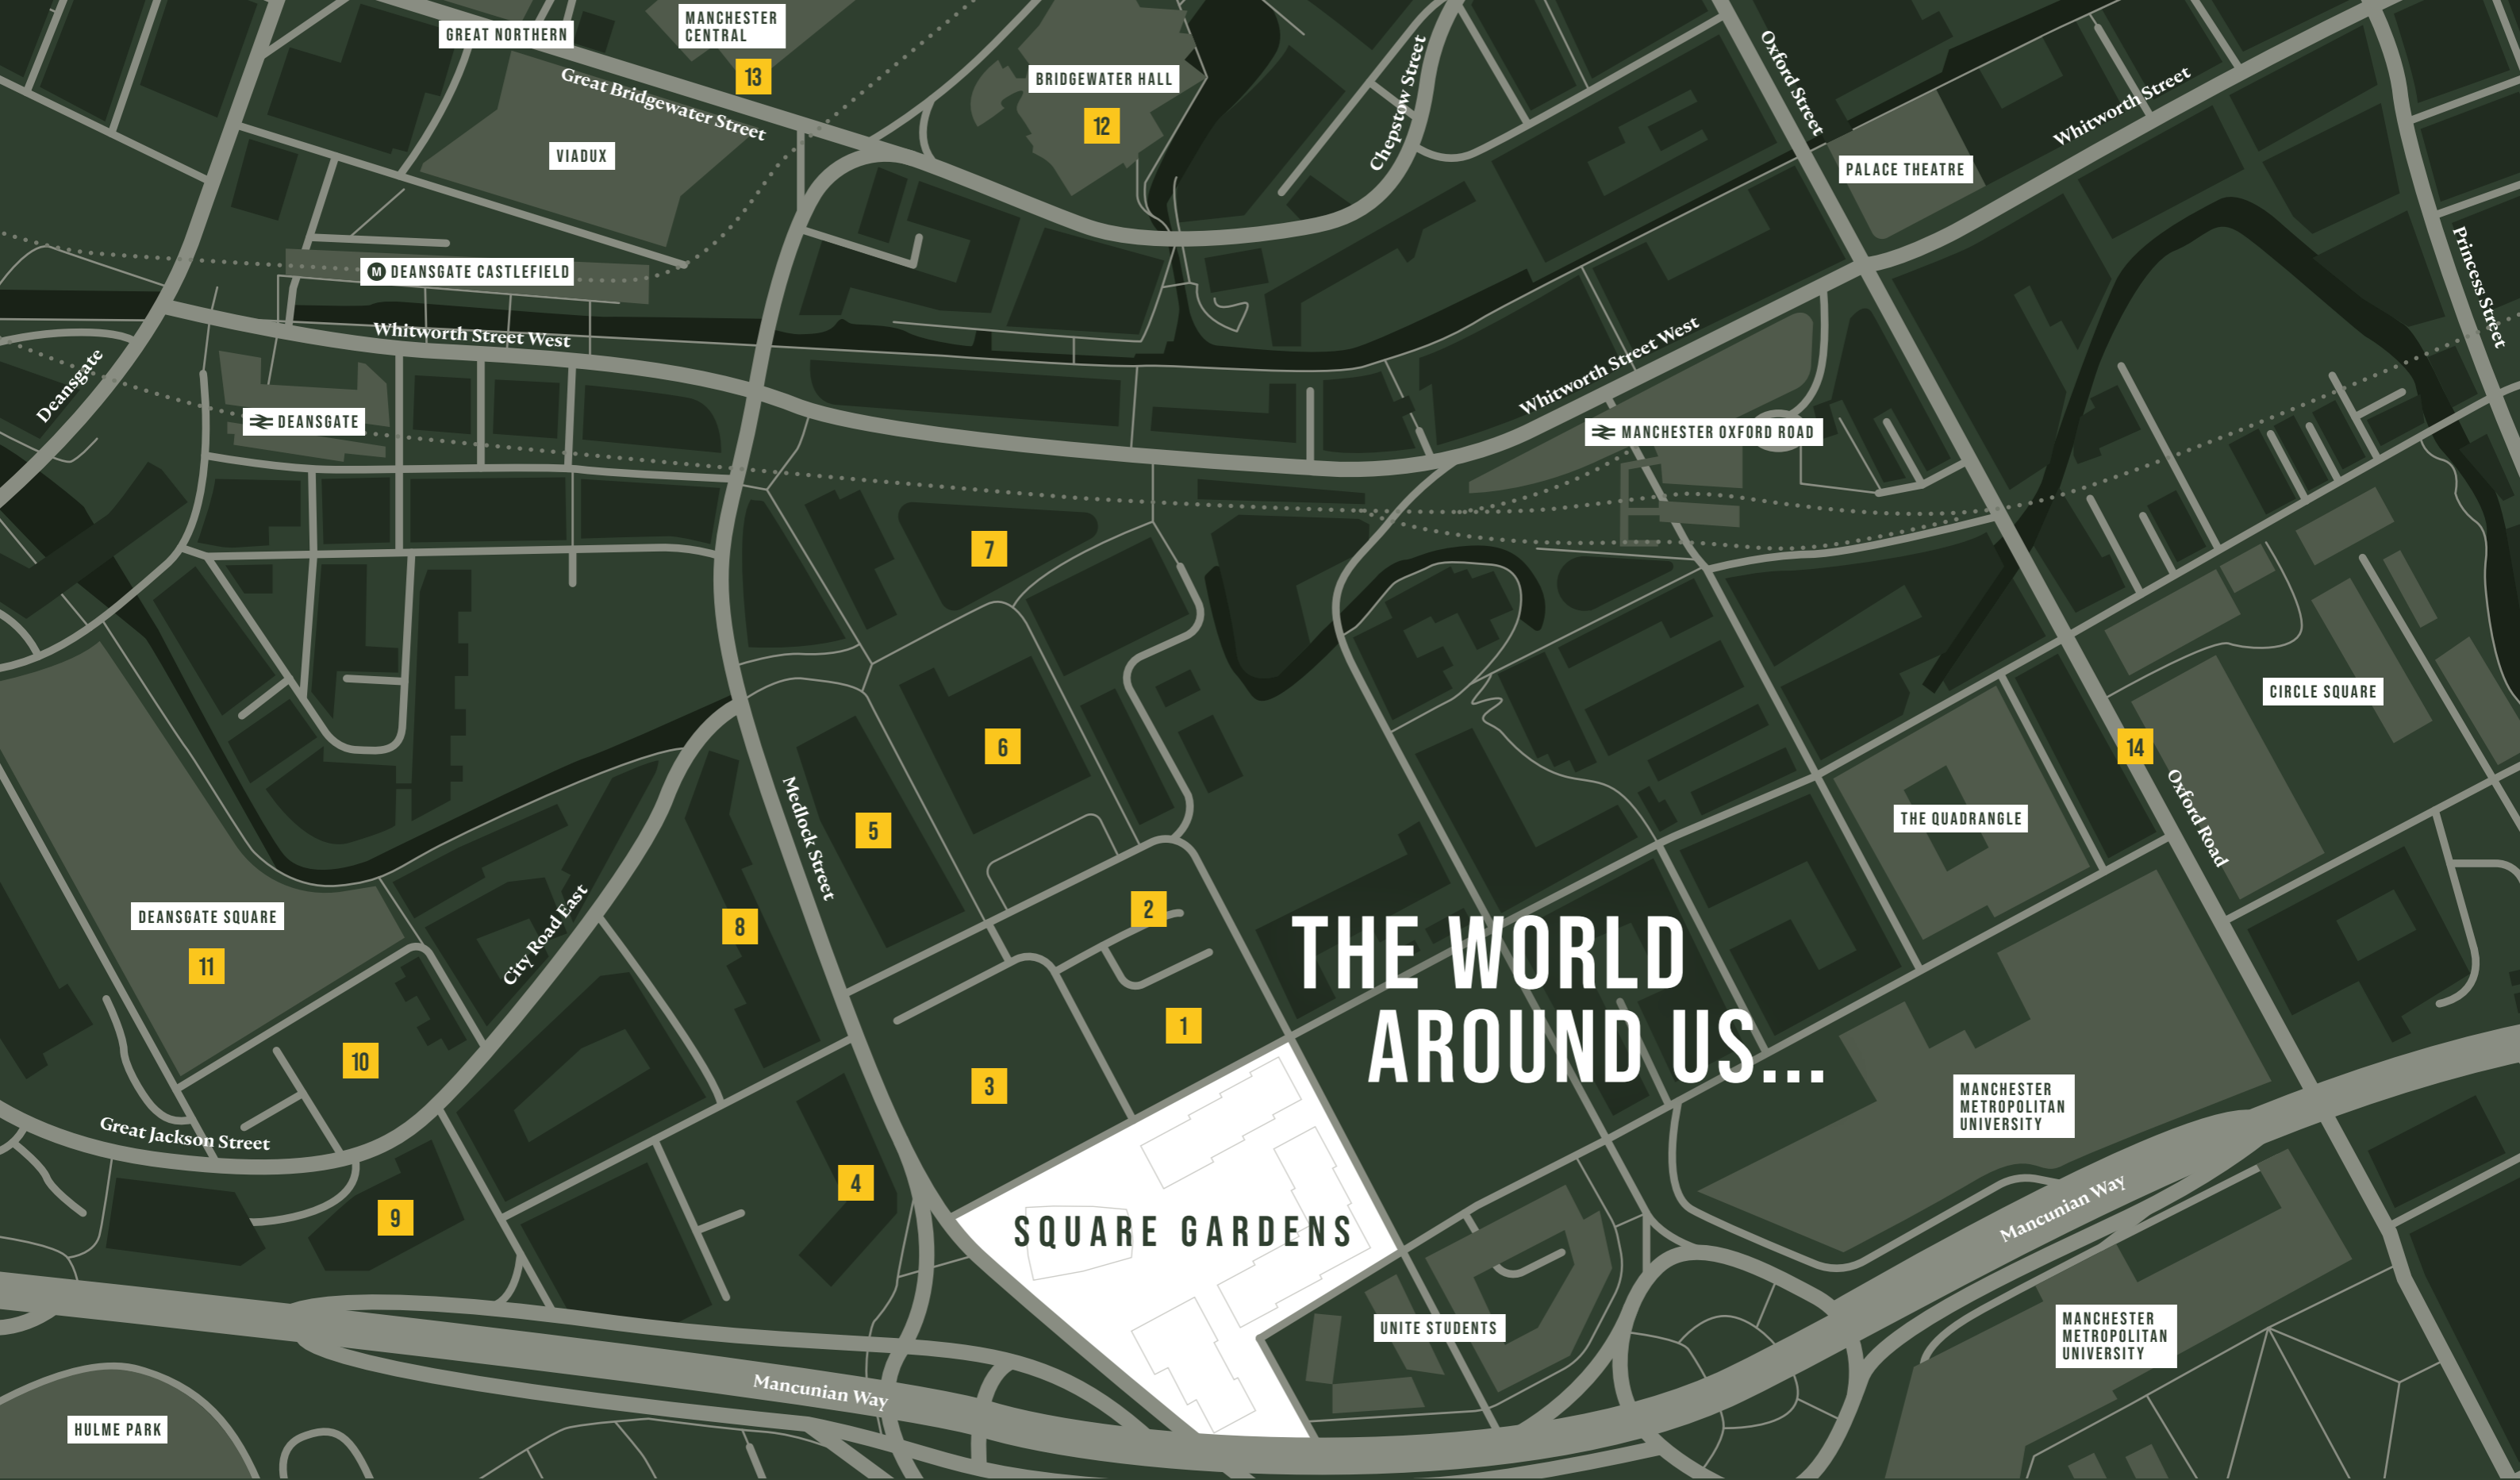 GREAT NORTHERN
MANCHESTER
CENTRAL
13
Great Bridgewater Street
BRIDGEWATER HALL
12
Chepstow Street
Oxford Street
Whitworth Street
VIADUX
PALACE THEATRE
Princess Street
M DEANSGATE CASTLEFIELD
Whitworth Street West
Deansgate
Whitworth Street West
DEANSGATE
MANCHESTER OXFORD ROAD
7
CIRCLE SQUARE
6
14
Medlock Street
5
THE QUADRANGLE
Oxford Road
DEANSGATE SQUARE
City Road East
8
2
11
THE WORLD
AROUND US...
1
10
3
Great Jackson Street
MANCHESTER
METROPOLITAN
UNIVERSITY
4
9
SQUARE GARDENS
Mancunian Way
UNITE STUDENTS
MANCHESTER
METROPOLITAN
UNIVERSITY
Mancunian Way
HULME PARK